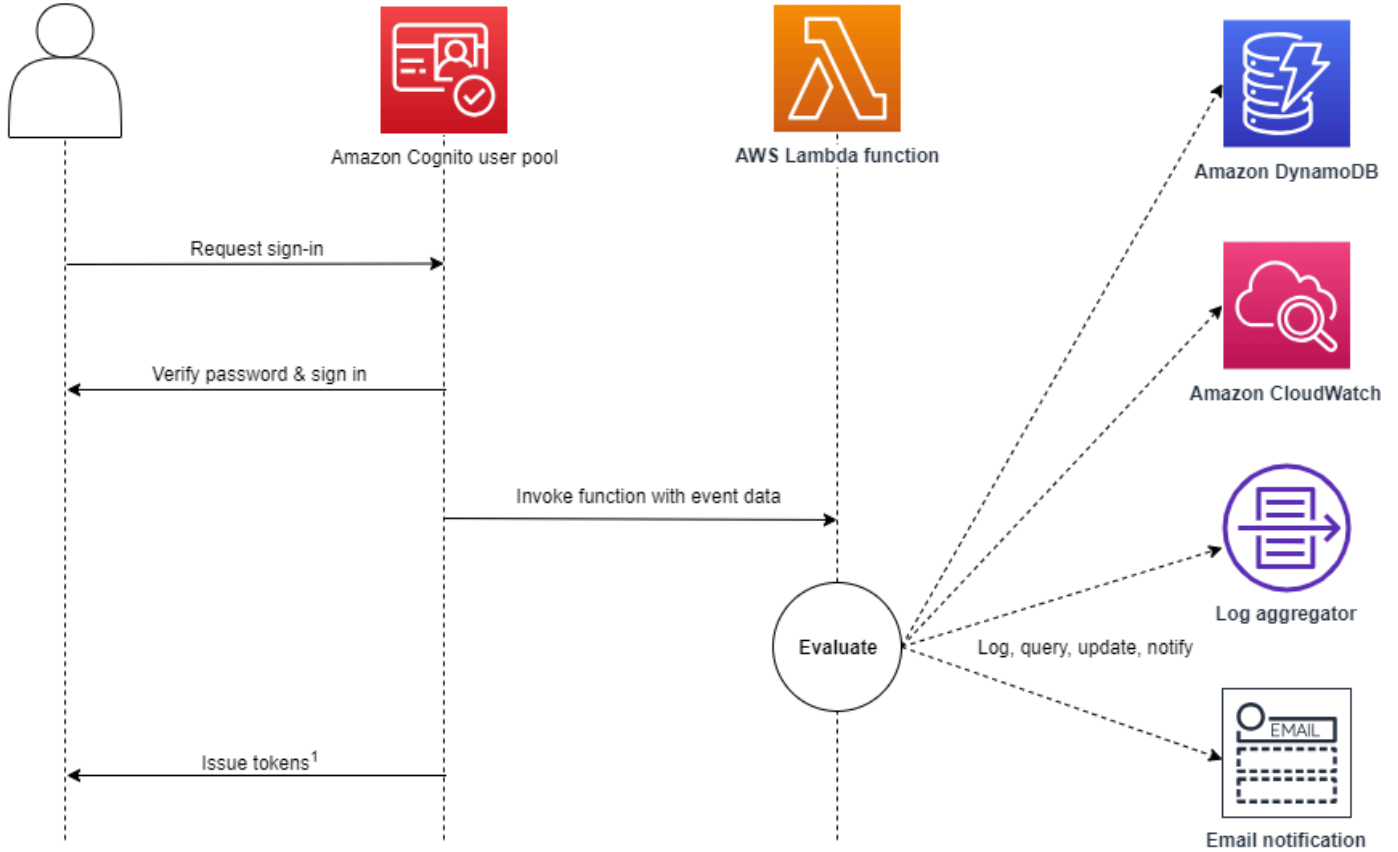 Amazon Cognito user pool
AWS Lambda function
Amazon DynamoDB
Request sign-in
Verify password & sign in
Amazon CloudWatch
Invoke function with event data
Log aggregator
Evaluate
Log, query, update, notify
EMAIL
Issue tokens¹
Email notification